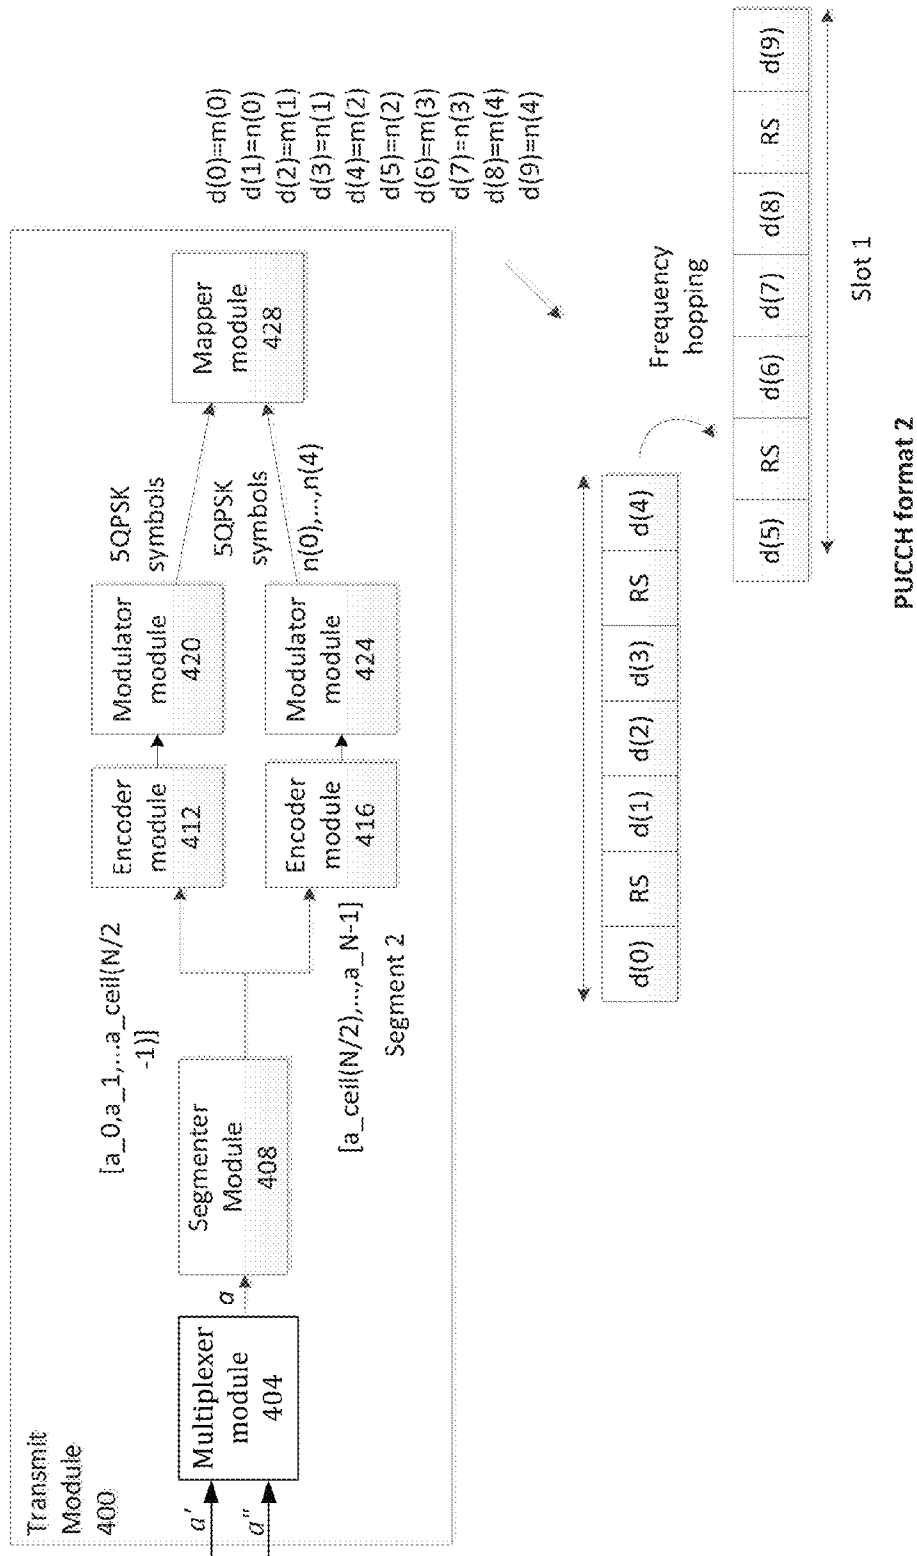 Transmit
Module
400
a'
a"
Multiplexer
module
404
a
Segmenter
Module
408
[a_0,a_1,...a_ceil(N/2
-1)]
[a_ceil(N/2),...,a_N-1]
Segment 2
Encoder
module
412
Encoder
module
416
Modulator
module
420
Modulator
module
424
5QPSK
symbols
5QPSK
symbols
n(0),...,n(4)
Mapper
module
428
d(0)=m(0)
d(1)=n(0)
d(2)=m(1)
d(3)=n(1)
d(4)=m(2)
d(5)=n(2)
d(6)=m(3)
d(7)=n(3)
d(8)=m(4)
d(9)=n(4)
d(0) RS d(1) d(2) d(3) RS d(4)
Frequency
hopping
d(5) RS d(6) d(7) d(8) RS d(9)
Slot 1
PUCCH format 2